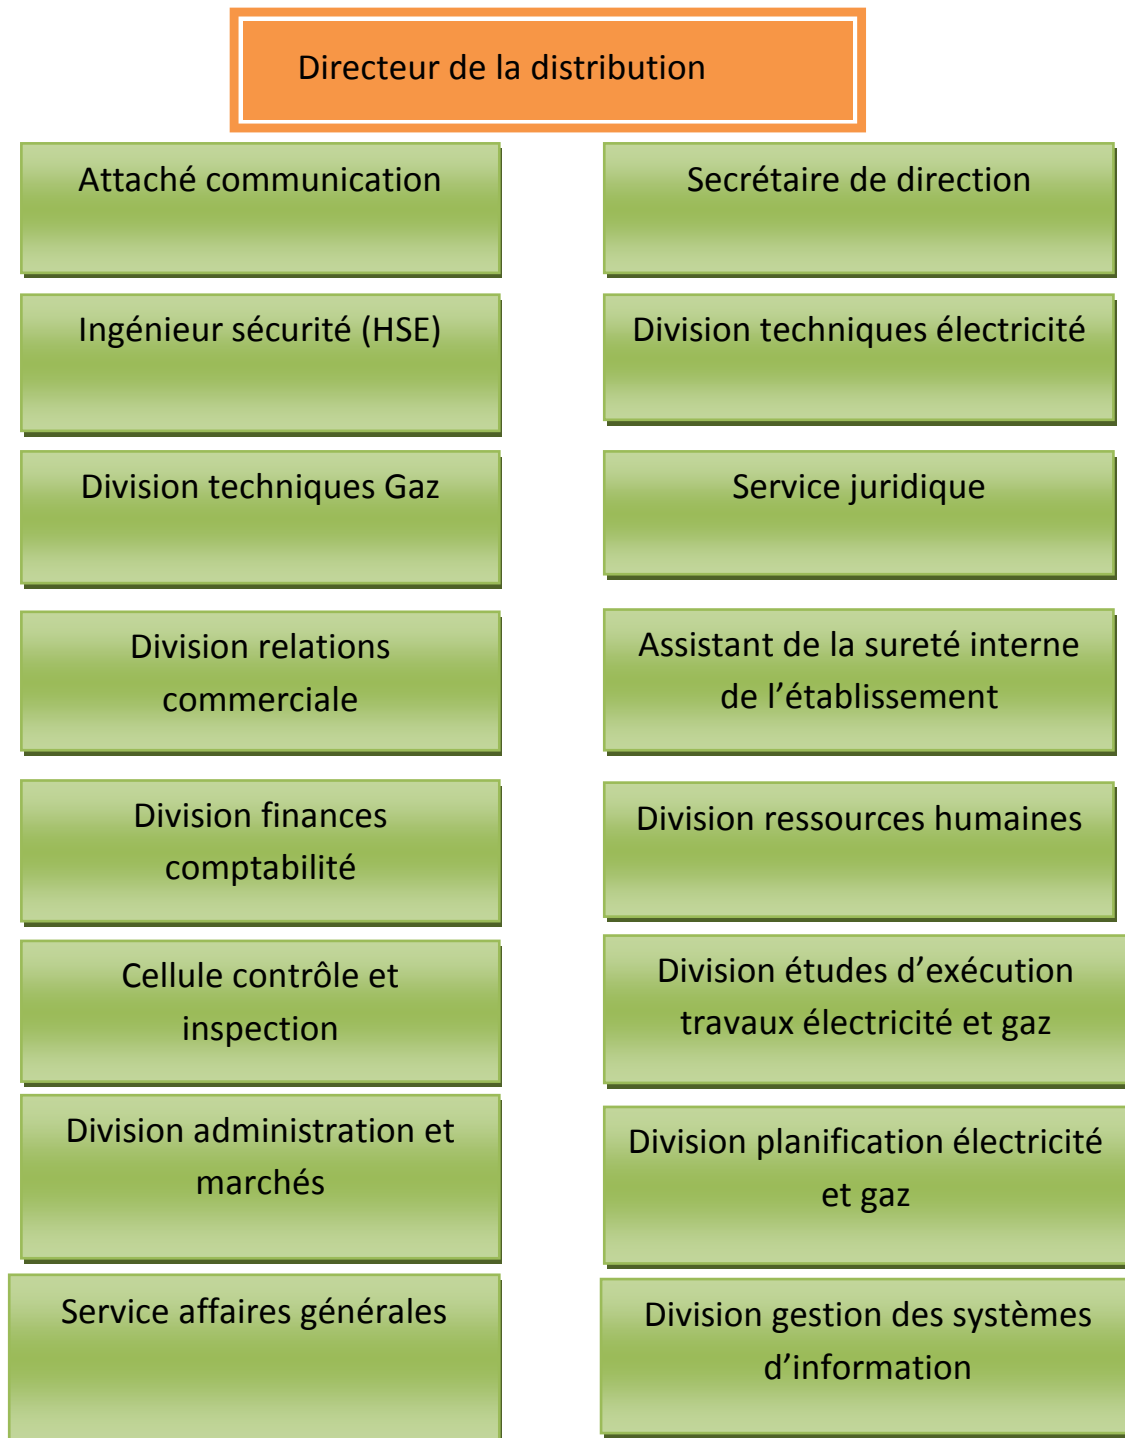 Directeur de la distribution
Attaché communication
Secrétaire de direction
Ingénieur sécurité (HSE)
Division techniques électricité
Division techniques Gaz
Service juridique
Division relations
commerciale
Assistant de la sureté interne
de l’établissement
Division finances
comptabilité
Division ressources humaines
Cellule contrôle et
inspection
Division études d’exécution
travaux électricité et gaz
Division administration et
marchés
Division planification électricité
et gaz
Service affaires générales
Division gestion des systèmes
d’information